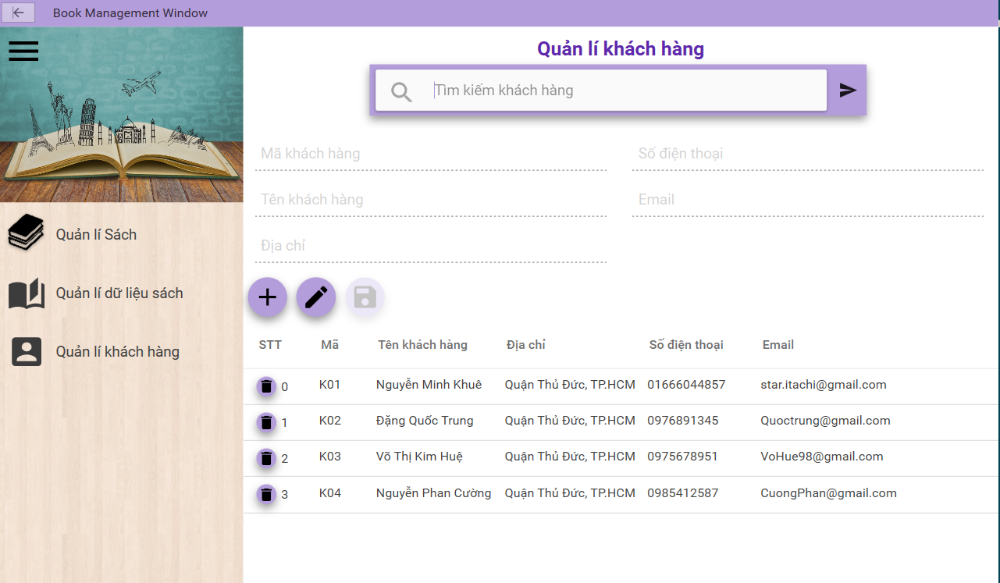 Book Management Window
Quản lí khách hàng
Tìm kiếm khách hàng
Mã khách hàng
Số điện thoại
Tên khách hàng
Email
Địa chỉ
Quản lí Sách
Quản lí dữ liệu sách
Quản lí khách hàng
STT Mã Tên khách hàng Địa chỉ Số điện thoại Email
0 K01 Nguyễn Minh Khuê Quận Thủ Đức, TP.HCM 01666044857 star.itachi@gmail.com
1 K02 Đặng Quốc Trung Quận Thủ Đức, TP.HCM 0976891345 Quoctrung@gmail.com
2 K03 Võ Thị Kim Huệ Quận Thủ Đức, TP.HCM 0975678951 VoHue98@gmail.com
3 K04 Nguyễn Phan Cường Quận Thủ Đức, TP.HCM 0985412587 CuongPhan@gmail.com